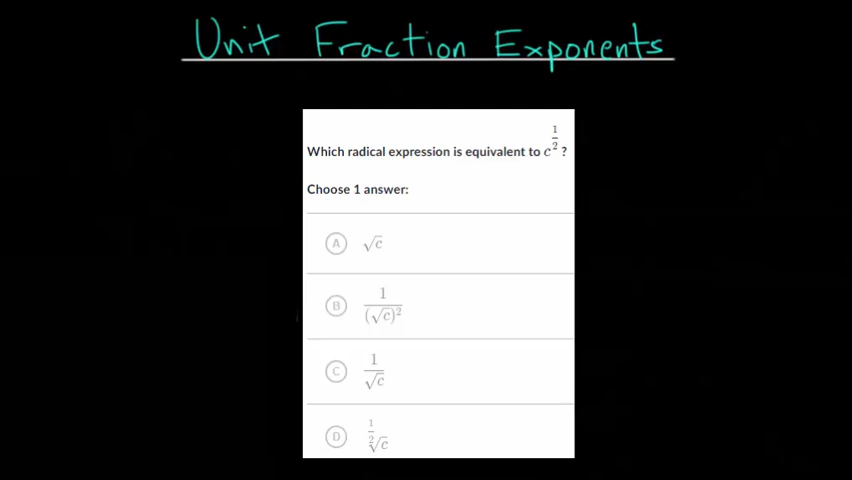 Unit Fraction Exponents
Which radical expression is equivalent to c^(1/2) ?
Choose 1 answer:
A √c
B 1/(√c)²
C 1/√c
D ^(1/2)√c